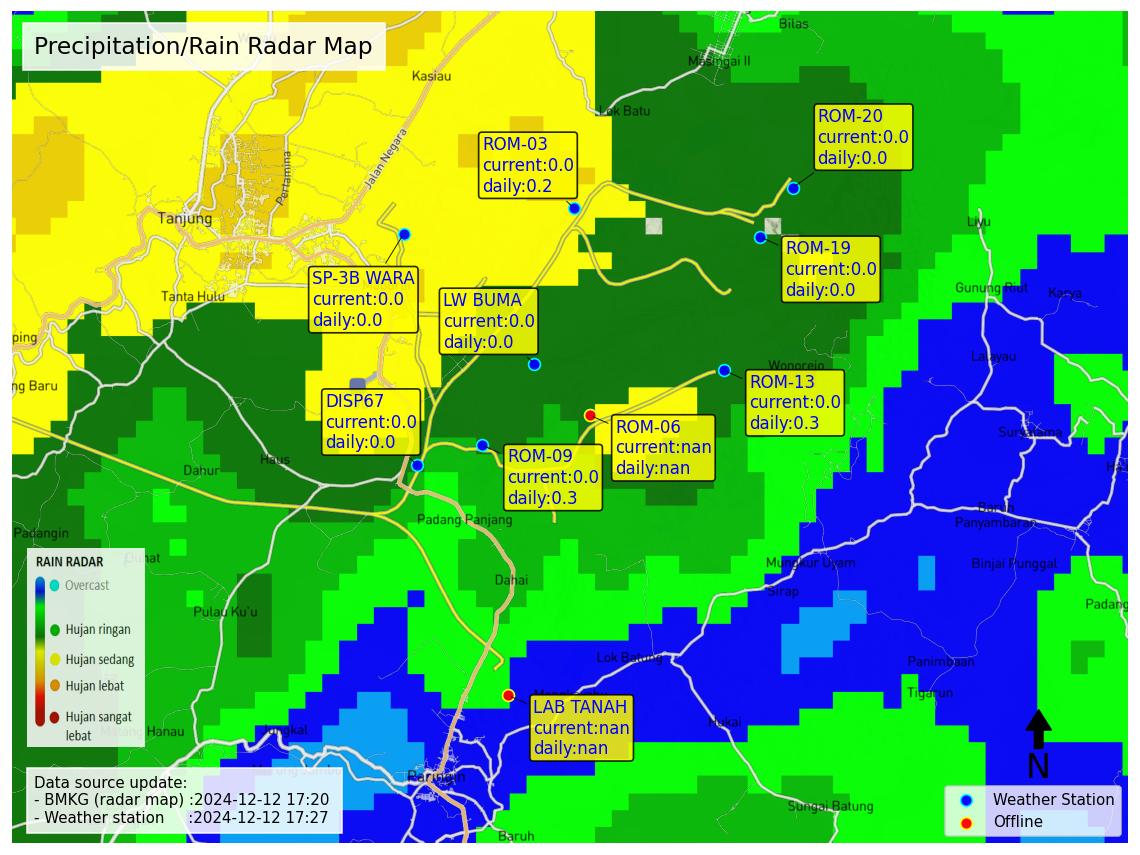 Precipitation/Rain Radar Map
Bilas
Masingai II
Kasiau
Lok Batu
Jalan Negara
Pertamina
ROM-20
current:0.0
daily:0.0
ROM-03
current:0.0
daily:0.2
Tanjung
Liyu
ROM-19
current:0.0
daily:0.0
SP-3B WARA
current:0.0
daily:0.0
LW BUMA
current:0.0
daily:0.0
Tanta Hulu
Gunung Riut
Karya
ping
Lalayau
ng Baru
Wonorejo
ROM-13
current:0.0
daily:0.3
DISP67
current:0.0
daily:0.0
ROM-06
current:nan
daily:nan
Suryatama
ROM-09
current:0.0
daily:0.3
Haus
Dahur
Padang Panjang
Baruh
Panyambaran
Padangin
Mungkur Uyam
Binjai Punggal
Dahai
Sirap
Pulau Ku'u
Padang
RAIN RADAR
Overcast
Hujan ringan
Hujan sedang
Hujan lebat
Hujan sangat
lebat
Lok Batung
Panimbaan
Tigarun
LAB TANAH
current:nan
daily:nan
Hukai
Manau
Jungkal
Paringin
N
Data source update:
- BMKG (radar map) :2024-12-12 17:20
- Weather station :2024-12-12 17:27
Sungai Batung
Baruh
Weather Station
Offline